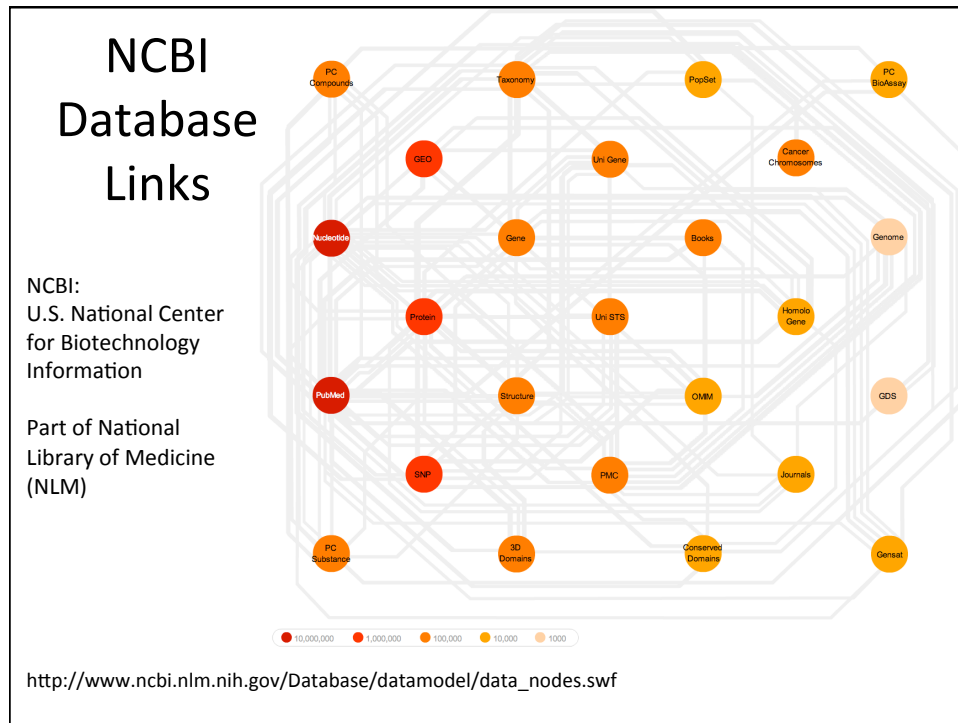 NCBI
Database
Links
NCBI:
U.S. National Center
for Biotechnology
Information
Part of National
Library of Medicine
(NLM)
PC
Compounds
Taxonomy
PopSet
PC
BioAssay
GEO
Uni Gene
Cancer
Chromosomes
Nucleotide
Gene
Books
Genome
Protein
Uni STS
Homolo
Gene
PubMed
Structure
OMIM
GDS
SNP
PMC
Journals
PC
Substance
3D
Domains
Conserved
Domains
Gensat
10,000,000 1,000,000 100,000 10,000 1000
http://www.ncbi.nlm.nih.gov/Database/datamodel/data_nodes.swf